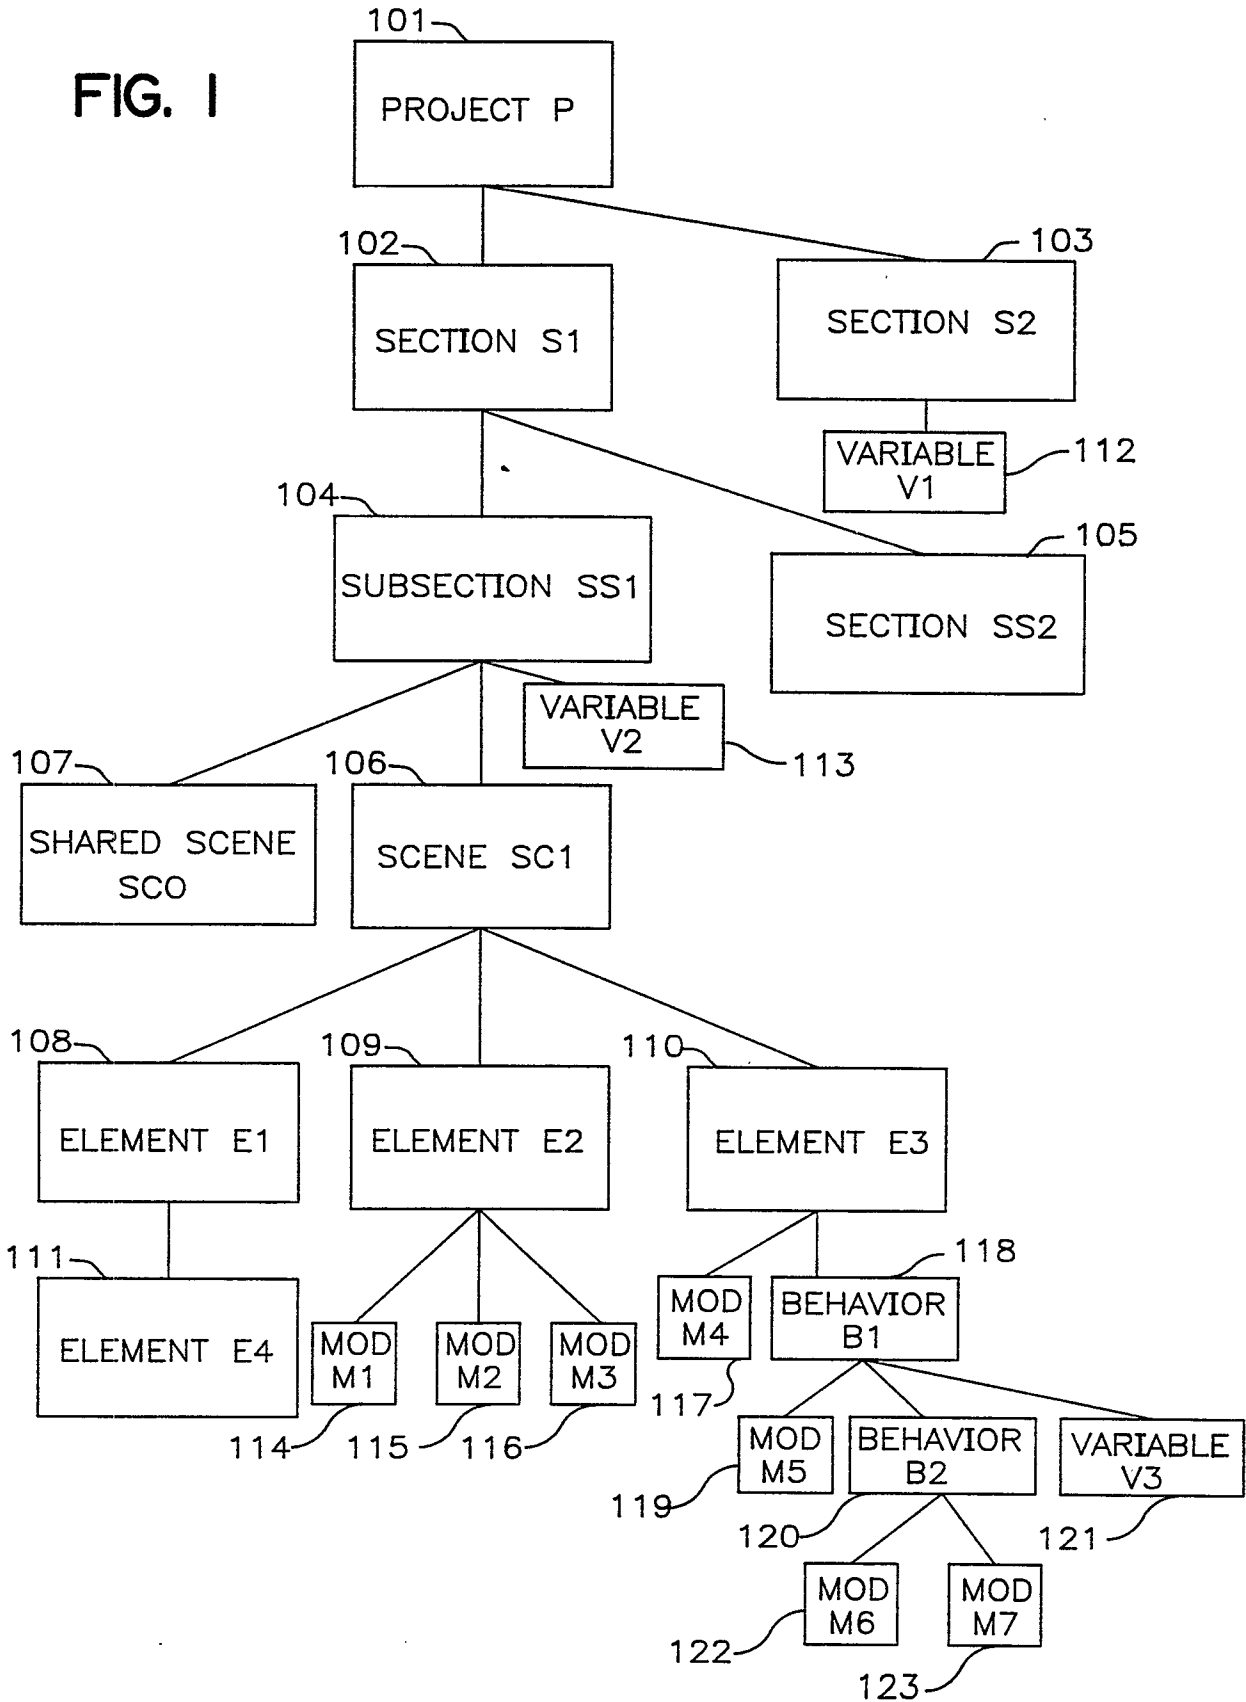 101
FIG. 1
PROJECT P
102
103
SECTION S1
SECTION S2
VARIABLE
V1
112
104
105
SUBSECTION SS1
SECTION SS2
VARIABLE
V2
113
107
106
SHARED SCENE
SC0
SCENE SC1
108
109
110
ELEMENT E1
ELEMENT E2
ELEMENT E3
111
118
ELEMENT E4
MOD
M1
MOD
M2
MOD
M3
MOD
M4
BEHAVIOR
B1
117
114
115
116
MOD
M5
BEHAVIOR
B2
VARIABLE
V3
119
120
121
MOD
M6
MOD
M7
122
123